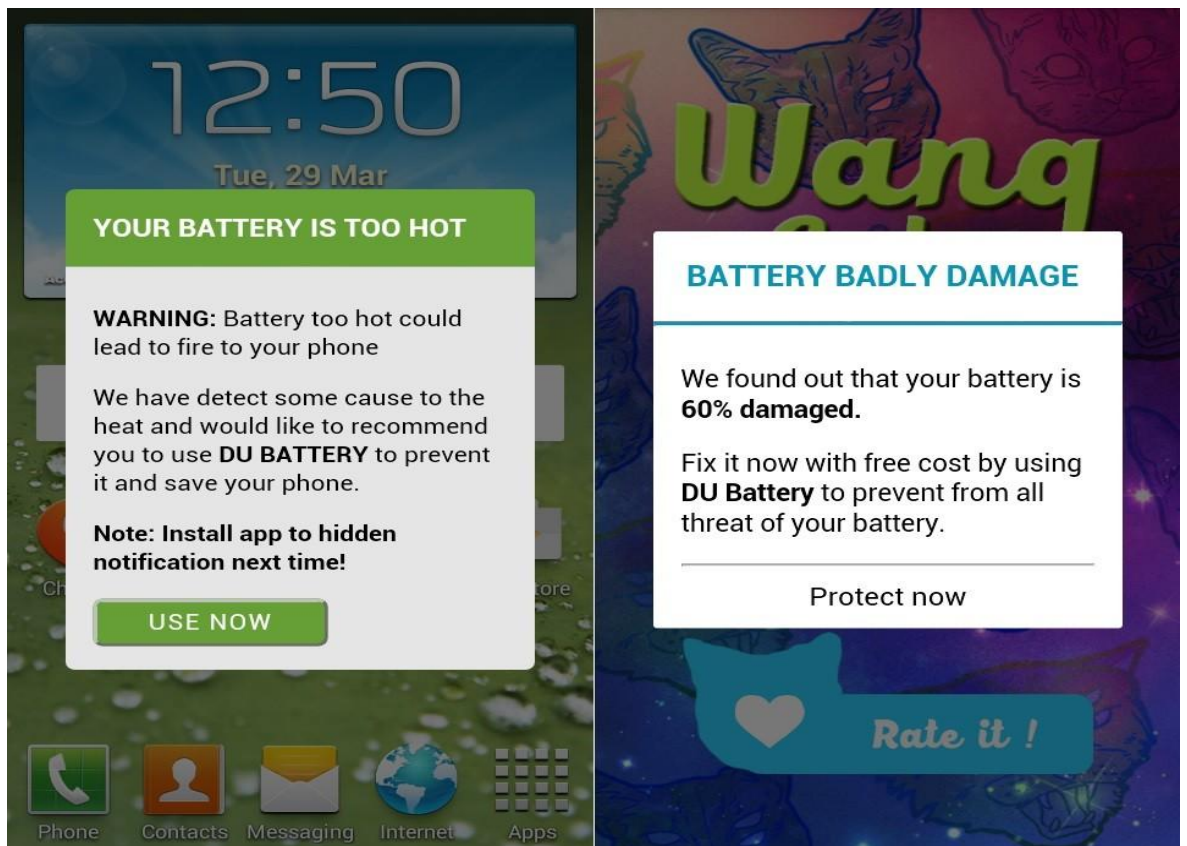 12:50
Tue, 29 Mar
YOUR BATTERY IS TOO HOT
WARNING: Battery too hot could
lead to fire to your phone
We have detect some cause to the
heat and would like to recommend
you to use DU BATTERY to prevent
it and save your phone.
Note: Install app to hidden
notification next time!
USE NOW
Phone
Contacts
Messaging
Internet
Apps
Wang
BATTERY BADLY DAMAGE
We found out that your battery is
60% damaged.
Fix it now with free cost by using
DU Battery to prevent from all
threat of your battery.
Protect now
Rate it !